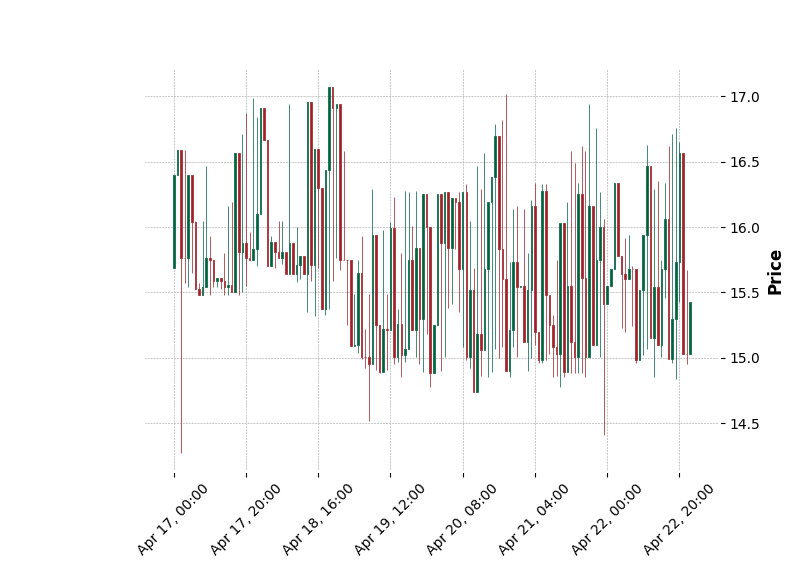 17.0
16.5
16.0
15.5
15.0
14.5
Price
Apr 17, 00:00
Apr 17, 20:00
Apr 18, 16:00
Apr 19, 12:00
Apr 20, 08:00
Apr 21, 04:00
Apr 22, 00:00
Apr 22, 20:00